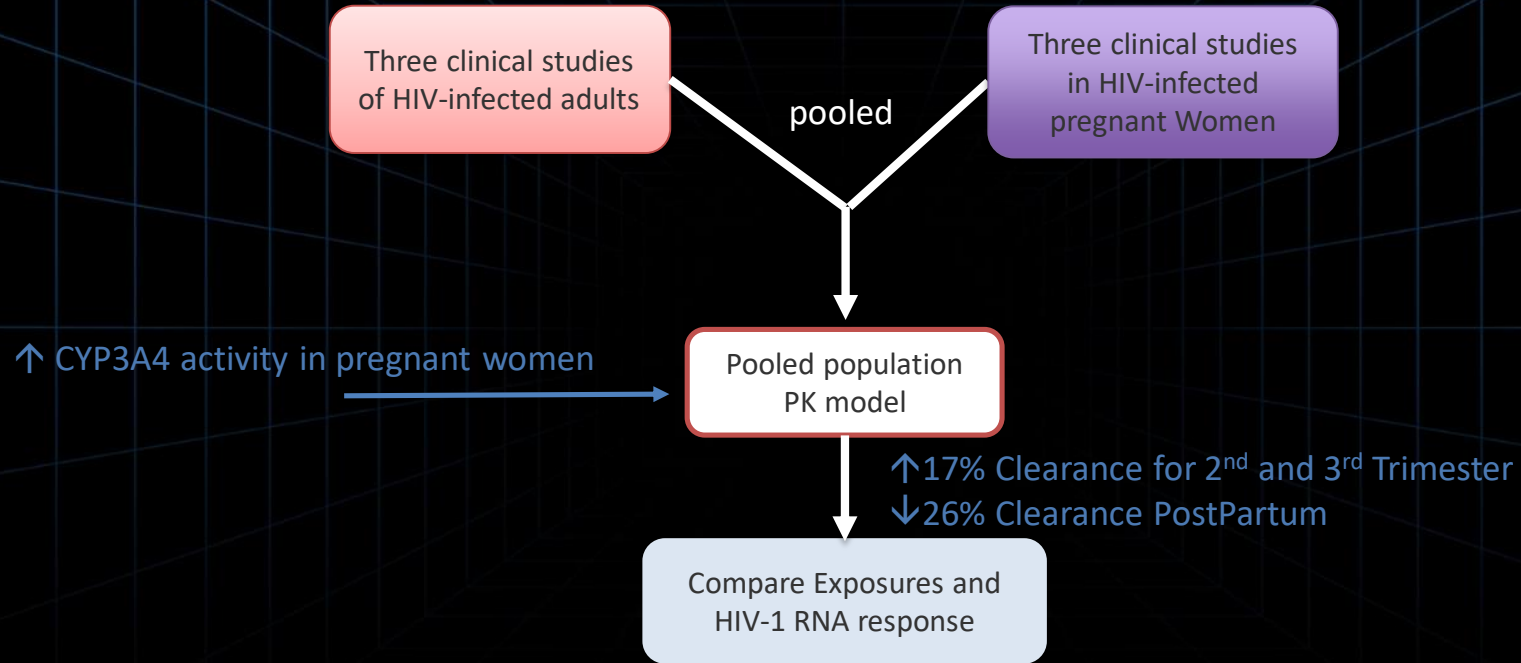 Three clinical studies
of HIV-infected adults
pooled
Three clinical studies
in HIV-infected
pregnant Women
↑ CYP3A4 activity in pregnant women
Pooled population
PK model
↑17% Clearance for 2nd and 3rd Trimester
↓26% Clearance PostPartum
Compare Exposures and
HIV-1 RNA response